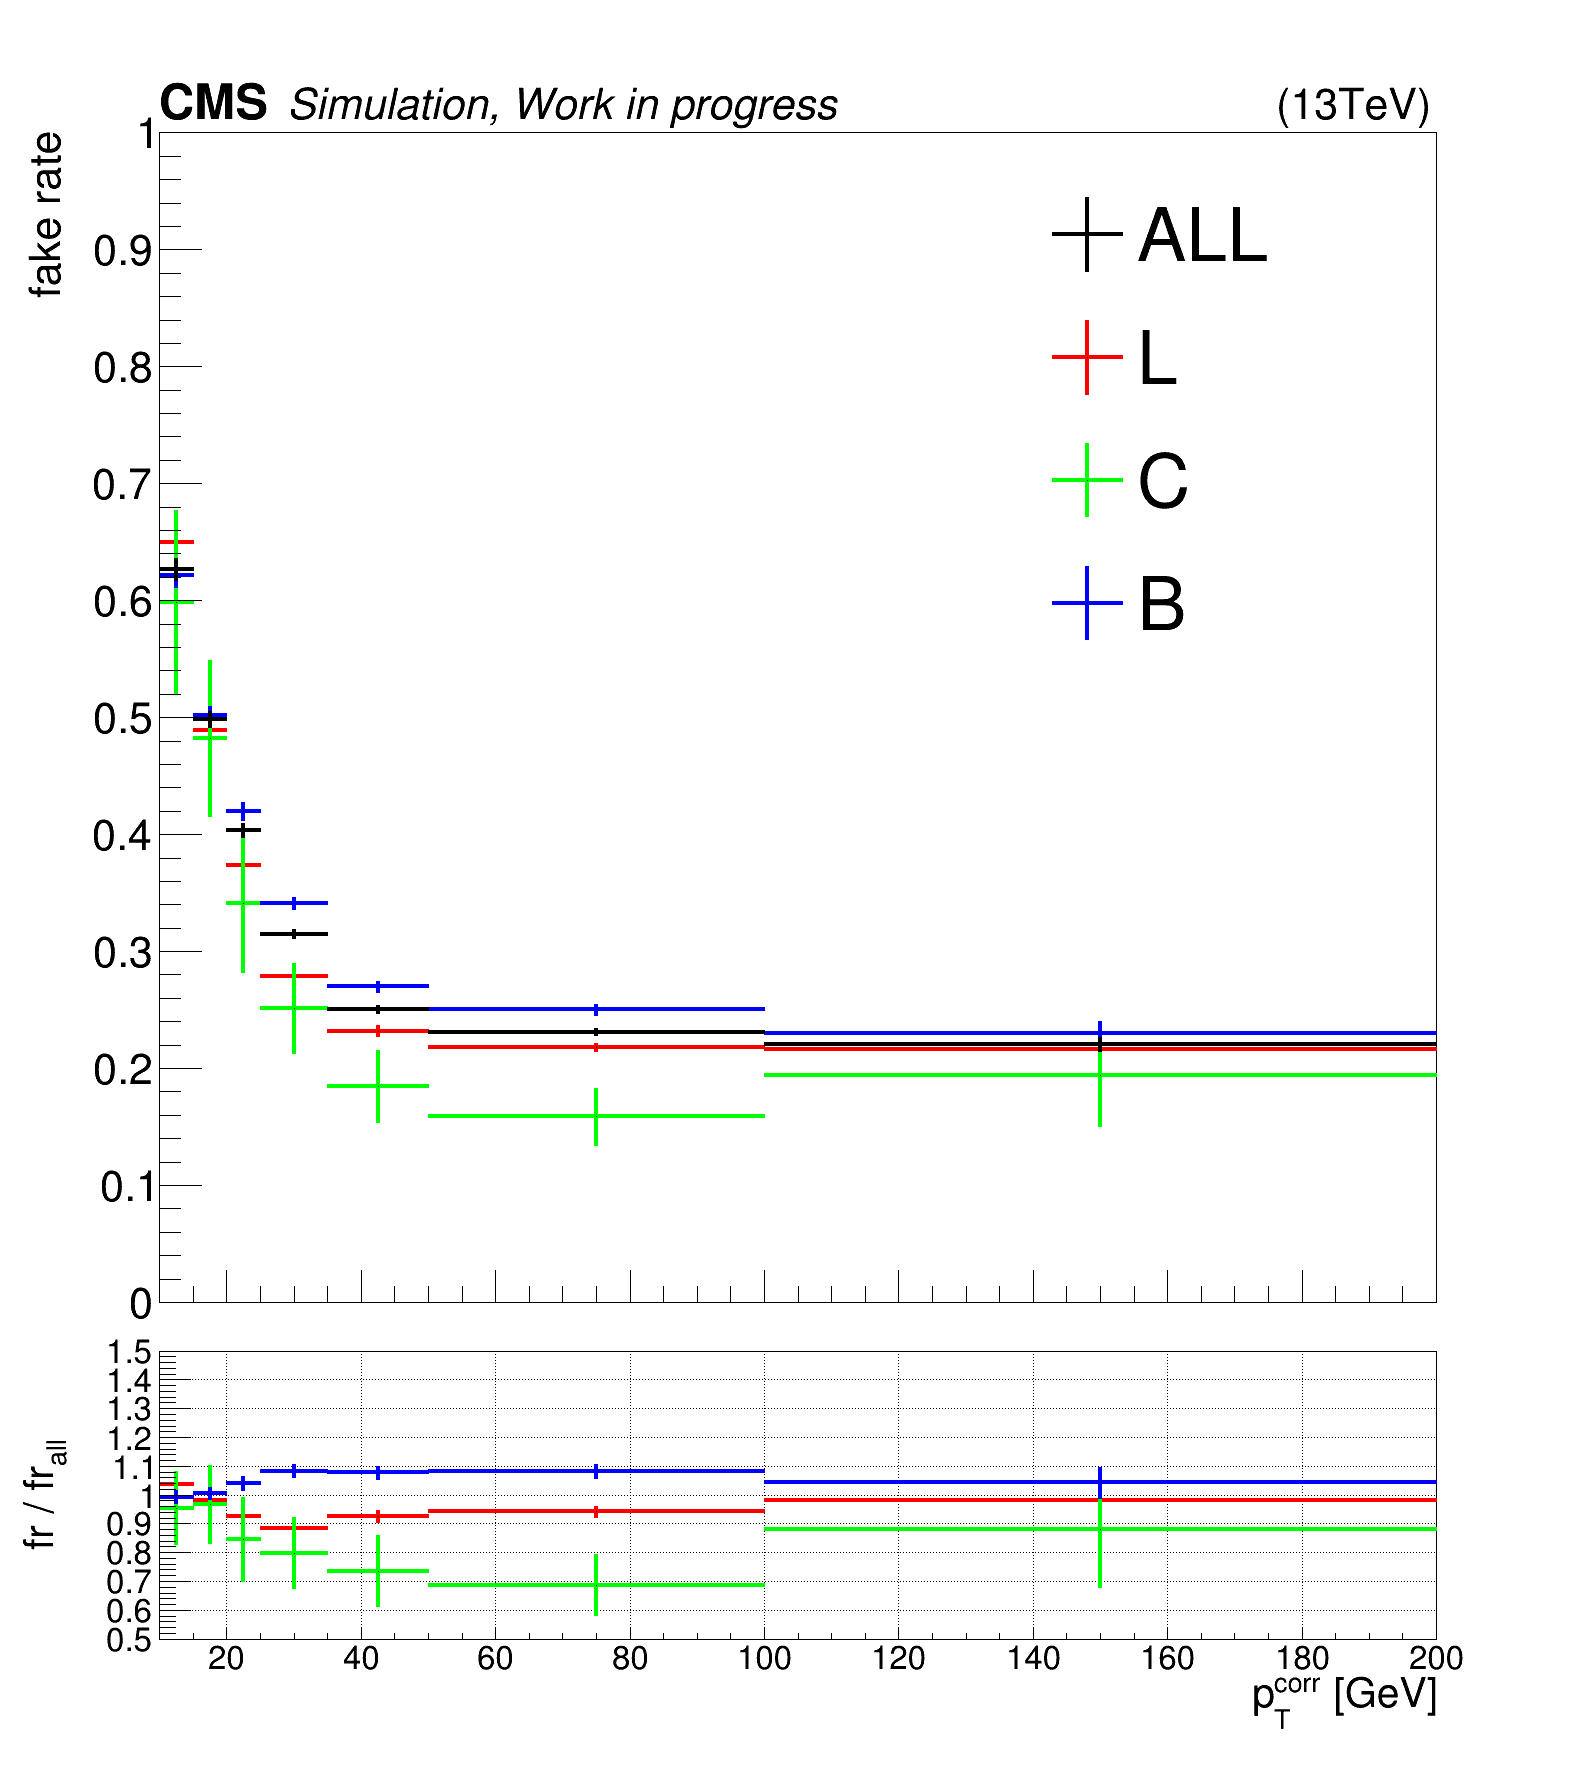 CMS Simulation, Work in progress (13TeV)
fake rate
1
0.9
0.8
0.7
0.6
0.5
0.4
0.3
0.2
0.1
0
ALL
L
C
B
fr / fr_all
1.5
1.4
1.3
1.2
1.1
1
0.9
0.8
0.7
0.6
0.5
20 40 60 80 100 120 140 160 180 200
p_T^corr [GeV]